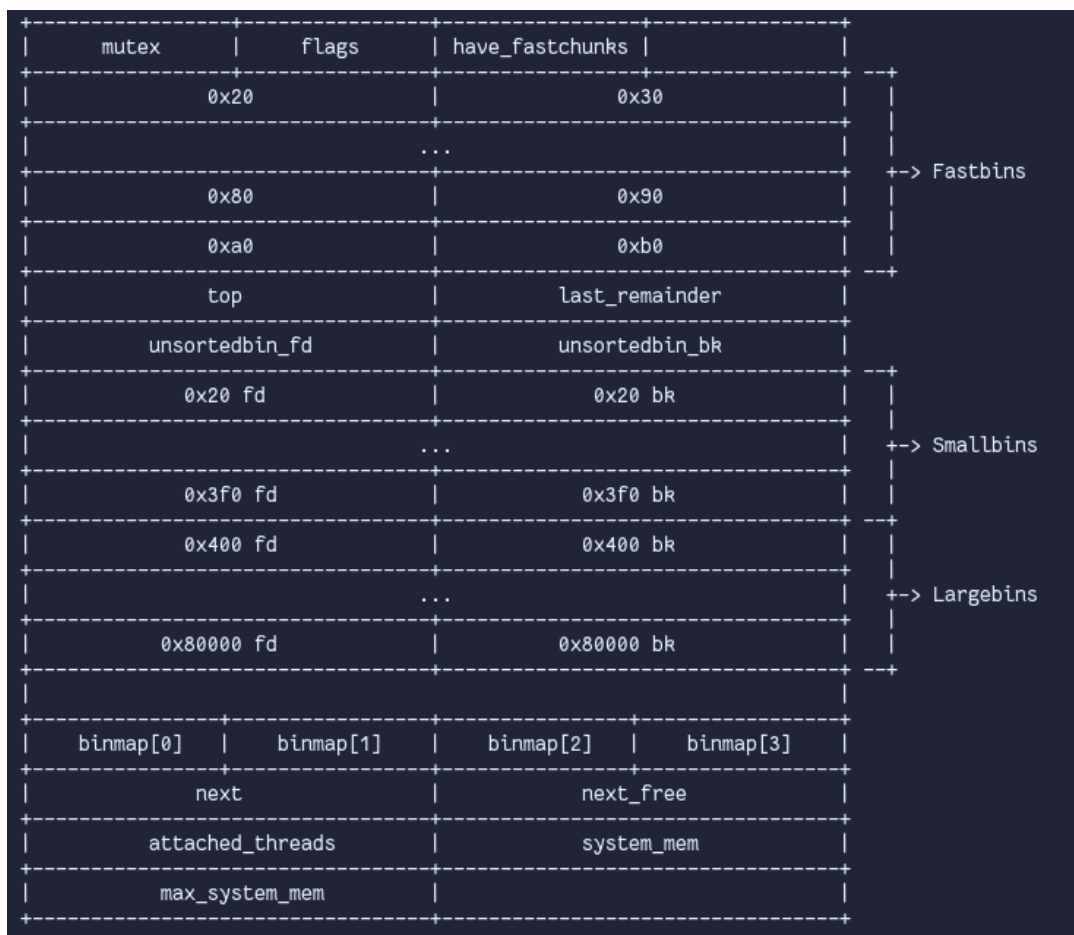 mutex | flags | have_fastchunks |
0x20 | 0x30
...
0x80 | 0x90 +-> Fastbins
0xa0 | 0xb0
top | last_remainder
unsortedbin_fd | unsortedbin_bk
0x20 fd | 0x20 bk
... +-> Smallbins
0x3f0 fd | 0x3f0 bk
0x400 fd | 0x400 bk
... +-> Largebins
0x80000 fd | 0x80000 bk
binmap[0] | binmap[1] | binmap[2] | binmap[3]
next | next_free
attached_threads | system_mem
max_system_mem |